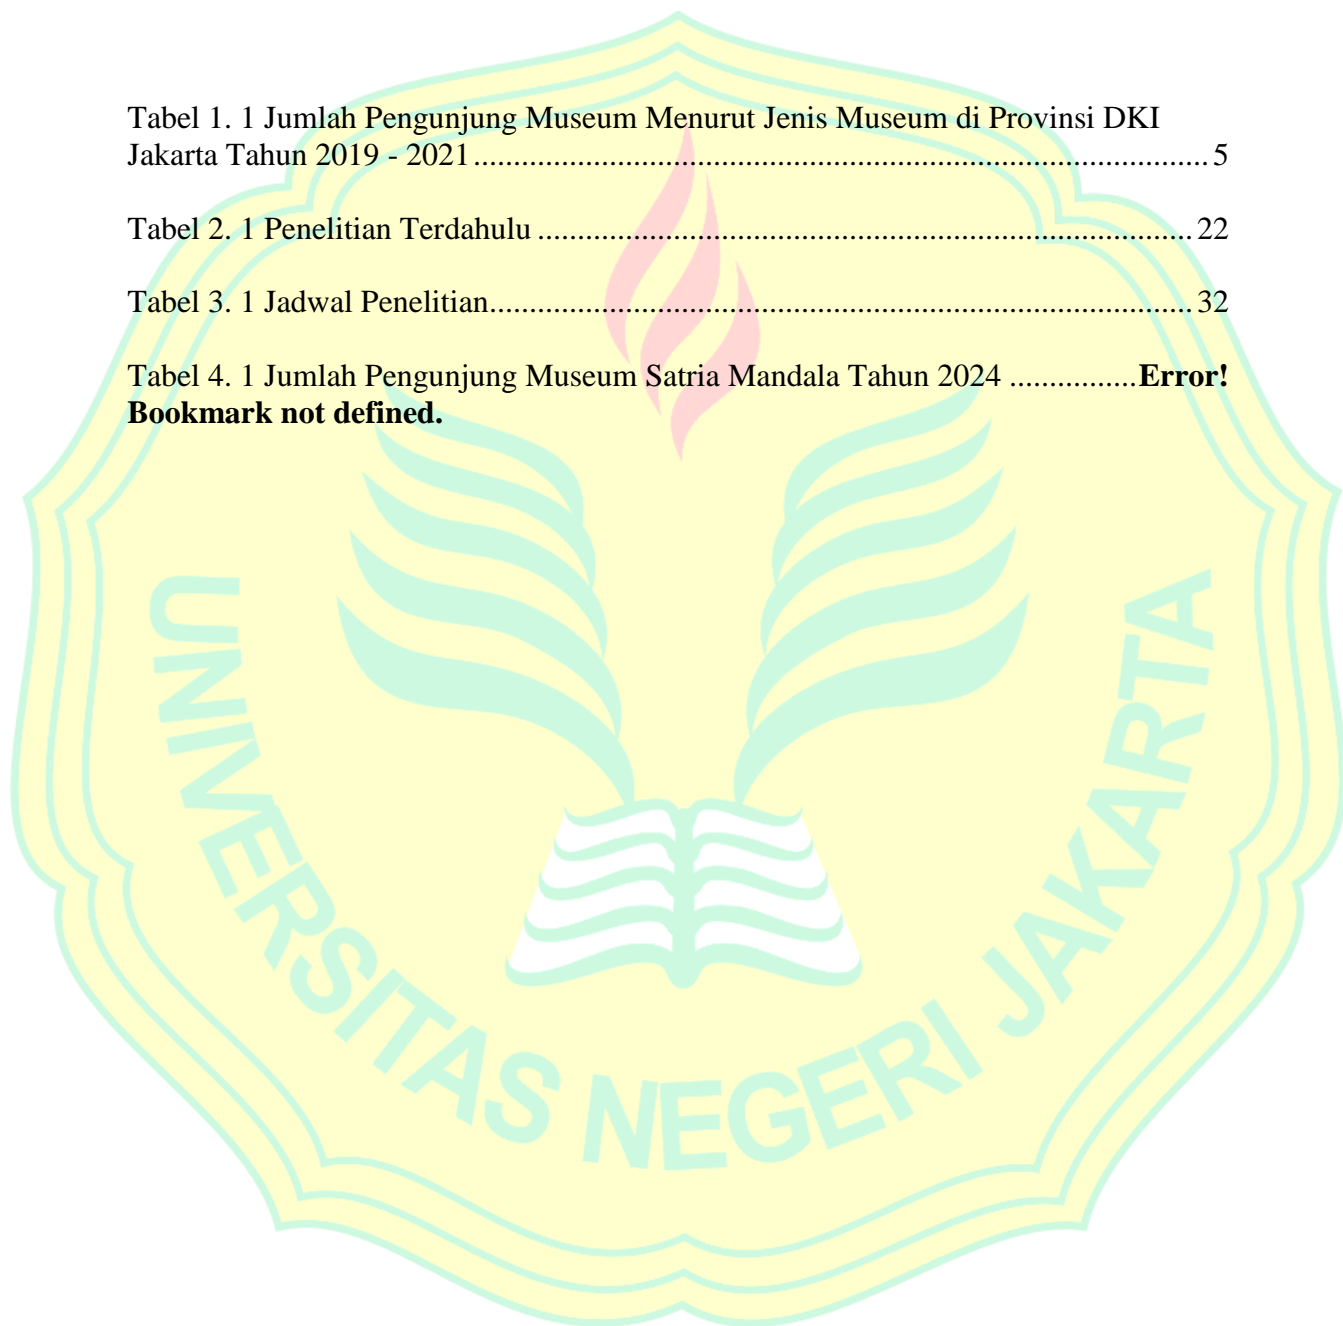 Tabel 1. 1 Jumlah Pengunjung Museum Menurut Jenis Museum di Provinsi DKI
Jakarta Tahun 2019 - 2021............................................................................................5
Tabel 2. 1 Penelitian Terdahulu..................................................................................22
Tabel 3. 1 Jadwal Penelitian........................................................................................32
Tabel 4. 1 Jumlah Pengunjung Museum Satria Mandala Tahun 2024................Error!
Bookmark not defined.
UNIVERSITAS NEGERI JAKARTA